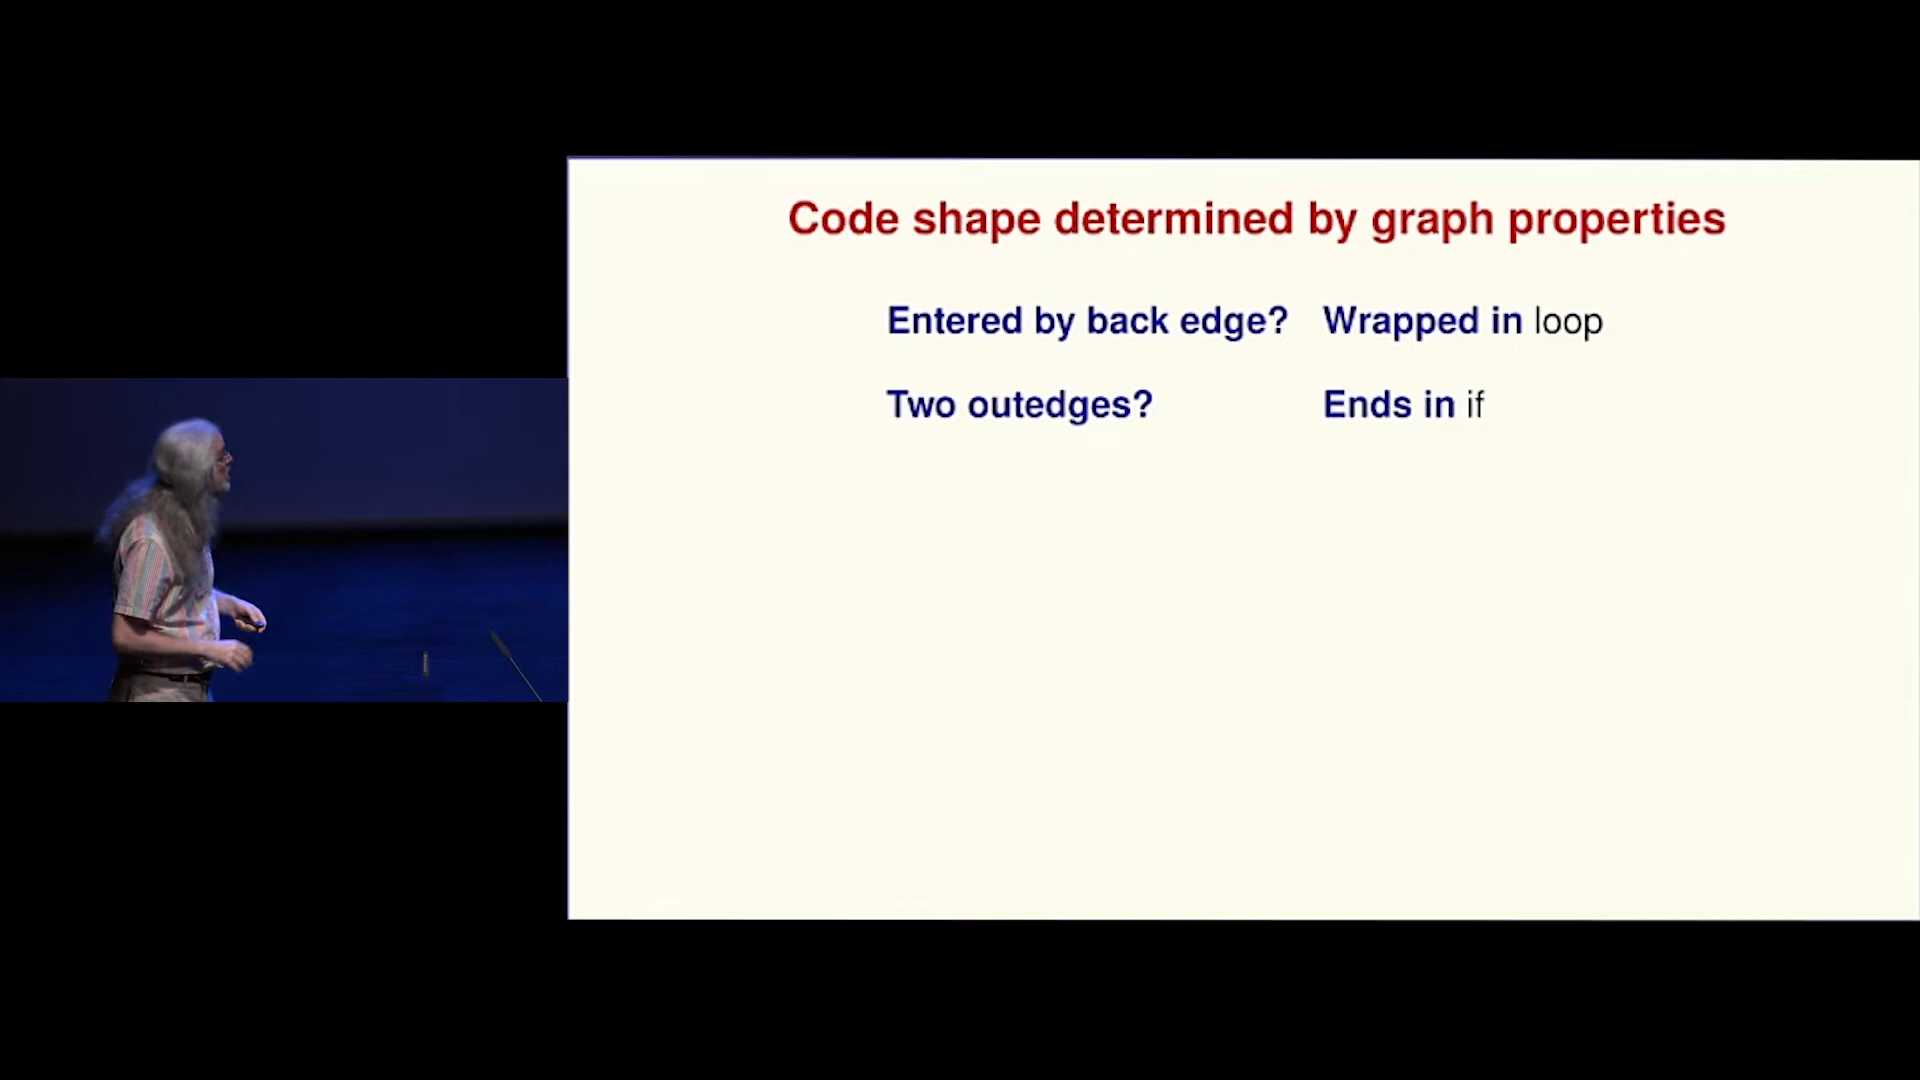 Code shape determined by graph properties
Entered by back edge? Wrapped in loop
Two outedges? Ends in if